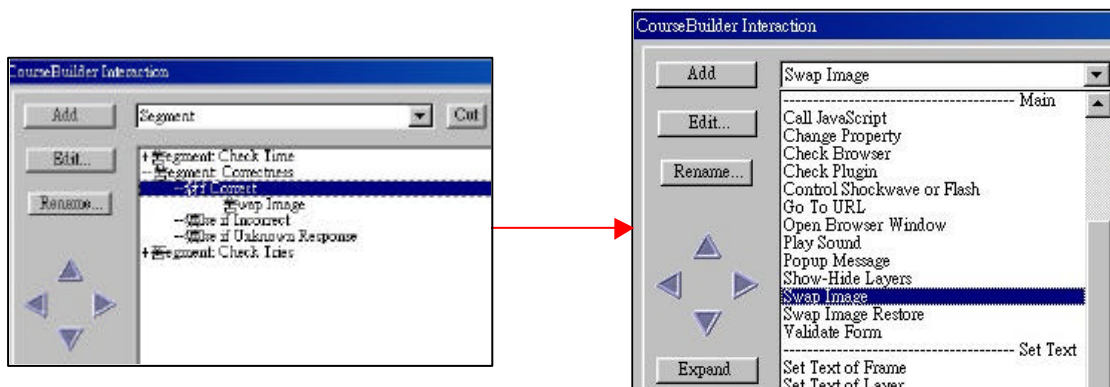 CourseBuilder Interaction
Add
Segment
Cut
Edit...
Rename...
+ Segment: Check Time
Segment: Correctness
if Correct
Swap Image
else if Incorrect
else if Unknown Response
+ Segment: Check Tries
CourseBuilder Interaction
Add
Swap Image
Edit...
Rename...
Expand
---------------------------------- Main
Call JavaScript
Change Property
Check Browser
Check Plugin
Control Shockwave or Flash
Go To URL
Open Browser Window
Play Sound
Popup Message
Show-Hide Layers
Swap Image
Swap Image Restore
Validate Form
---------------------------------- Set Text
Set Text of Frame
Set Text of Layer